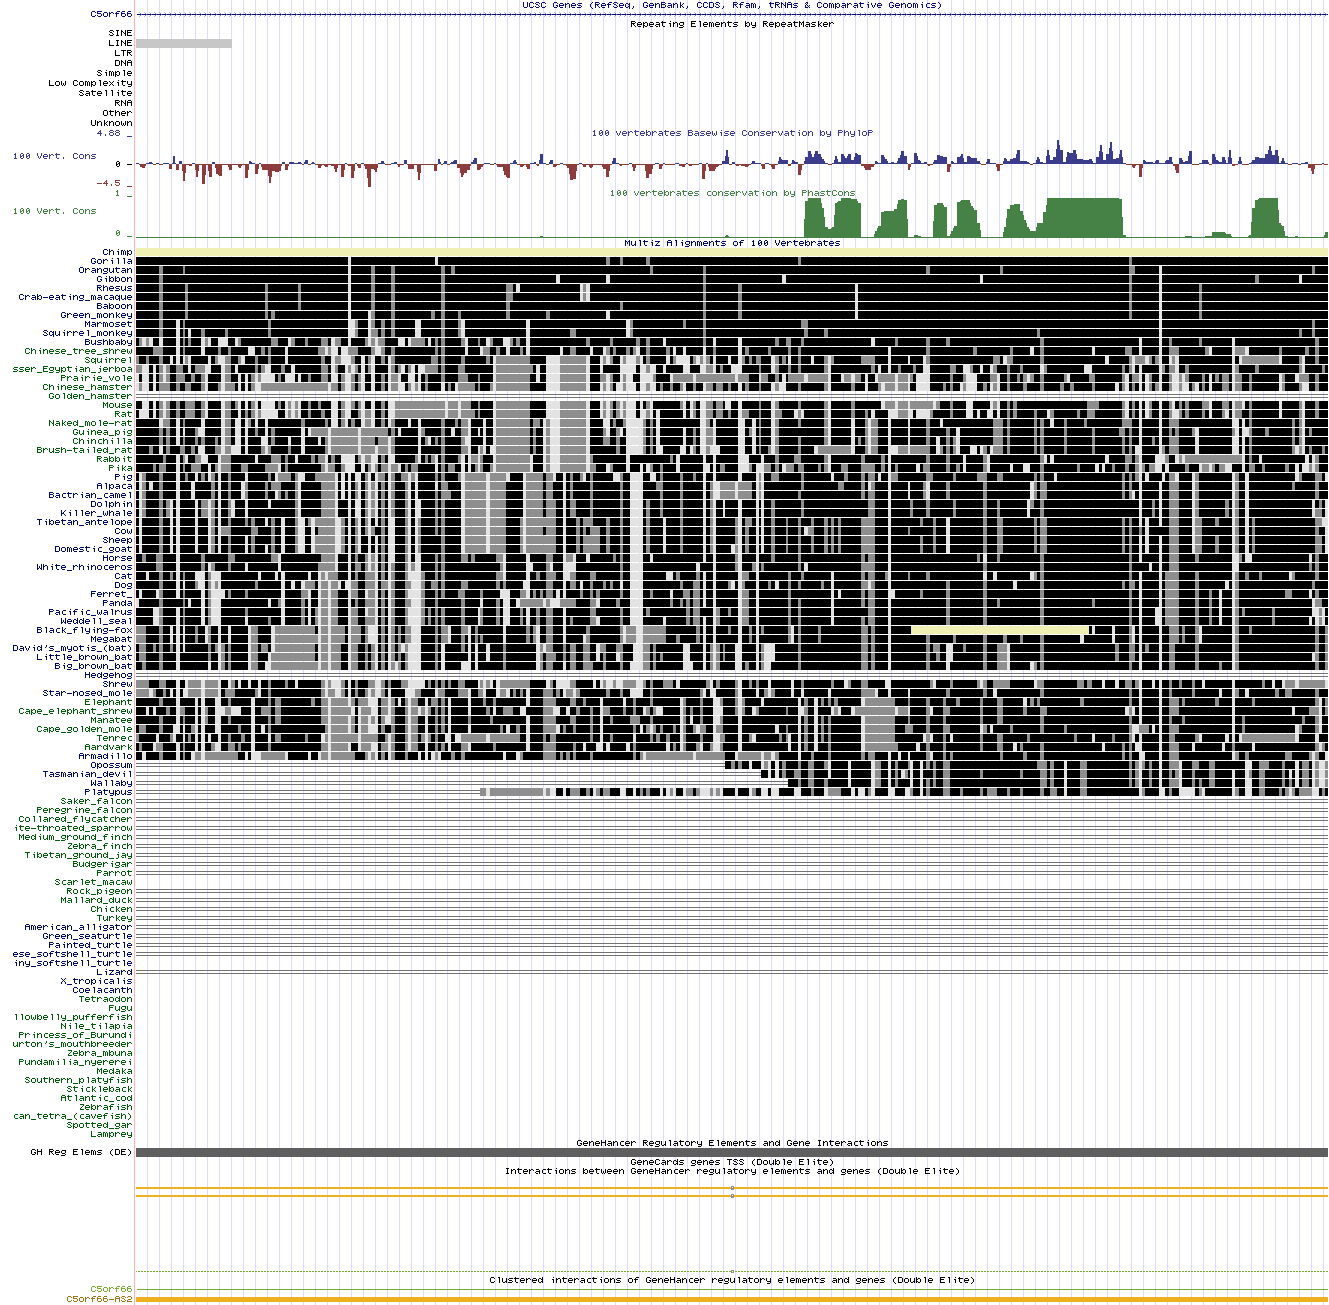 UCSC Genes (RefSeq, GenBank, CCDS, Rfam, tRNAs & Comparative Genomics)
C5orf66
Repeating Elements by RepeatMasker
SINE
LINE
LTR
DNA
Simple
Low Complexity
Satellite
RNA
Other
Unknown
100 vertebrates Basewise Conservation by PhyloP
4.88 _
100 Vert. Cons
0 _
-4.5 _
100 vertebrates conservation by PhastCons
1 _
100 Vert. Cons
0 _
Multiz Alignments of 100 Vertebrates
Chimp
Gorilla
Orangutan
Gibbon
Rhesus
Crab-eating_macaque
Baboon
Green_monkey
Marmoset
Squirrel_monkey
Bushbaby
Chinese_tree_shrew
Squirrel
sser_Egyptian_jerboa
Prairie_vole
Chinese_hamster
Golden_hamster
Mouse
Rat
Naked_mole-rat
Guinea_pig
Chinchilla
Brush-tailed_rat
Rabbit
Pika
Pig
Alpaca
Bactrian_camel
Dolphin
Killer_whale
Tibetan_antelope
Cow
Sheep
Domestic_goat
Horse
White_rhinoceros
Cat
Dog
Ferret_
Panda
Pacific_walrus
Weddell_seal
Black_flying-fox
Megabat
David's_myotis_(bat)
Little_brown_bat
Big_brown_bat
Hedgehog
Shrew
Star-nosed_mole
Elephant
Cape_elephant_shrew
Manatee
Cape_golden_mole
Tenrec
Aardvark
Armadillo
Opossum
Tasmanian_devil
Wallaby
Platypus
Saker_falcon
Peregrine_falcon
Collared_flycatcher
ite-throated_sparrow
Medium_ground_finch
Zebra_finch
Tibetan_ground_jay
Budgerigar
Parrot
Scarlet_macaw
Rock_pigeon
Mallard_duck
Chicken
Turkey
American_alligator
Green_seaturtle
Painted_turtle
ese_softshell_turtle
iny_softshell_turtle
Lizard
X_tropicalis
Coelacanth
Tetraodon
Fugu
llowbelly_pufferfish
Nile_tilapia
Princess_of_Burundi
urton's_mouthbreeder
Zebra_mbuna
Pundamilia_nyererei
Medaka
Southern_platyfish
Stickleback
Atlantic_cod
Zebrafish
can_tetra_(cavefish)
Spotted_gar
Lamprey
GeneHancer Regulatory Elements and Gene Interactions
GH Reg Elems (DE)
GeneCards genes TSS (Double Elite)
Interactions between GeneHancer regulatory elements and genes (Double Elite)
Clustered interactions of GeneHancer regulatory elements and genes (Double Elite)
C5orf66
C5orf66-AS2